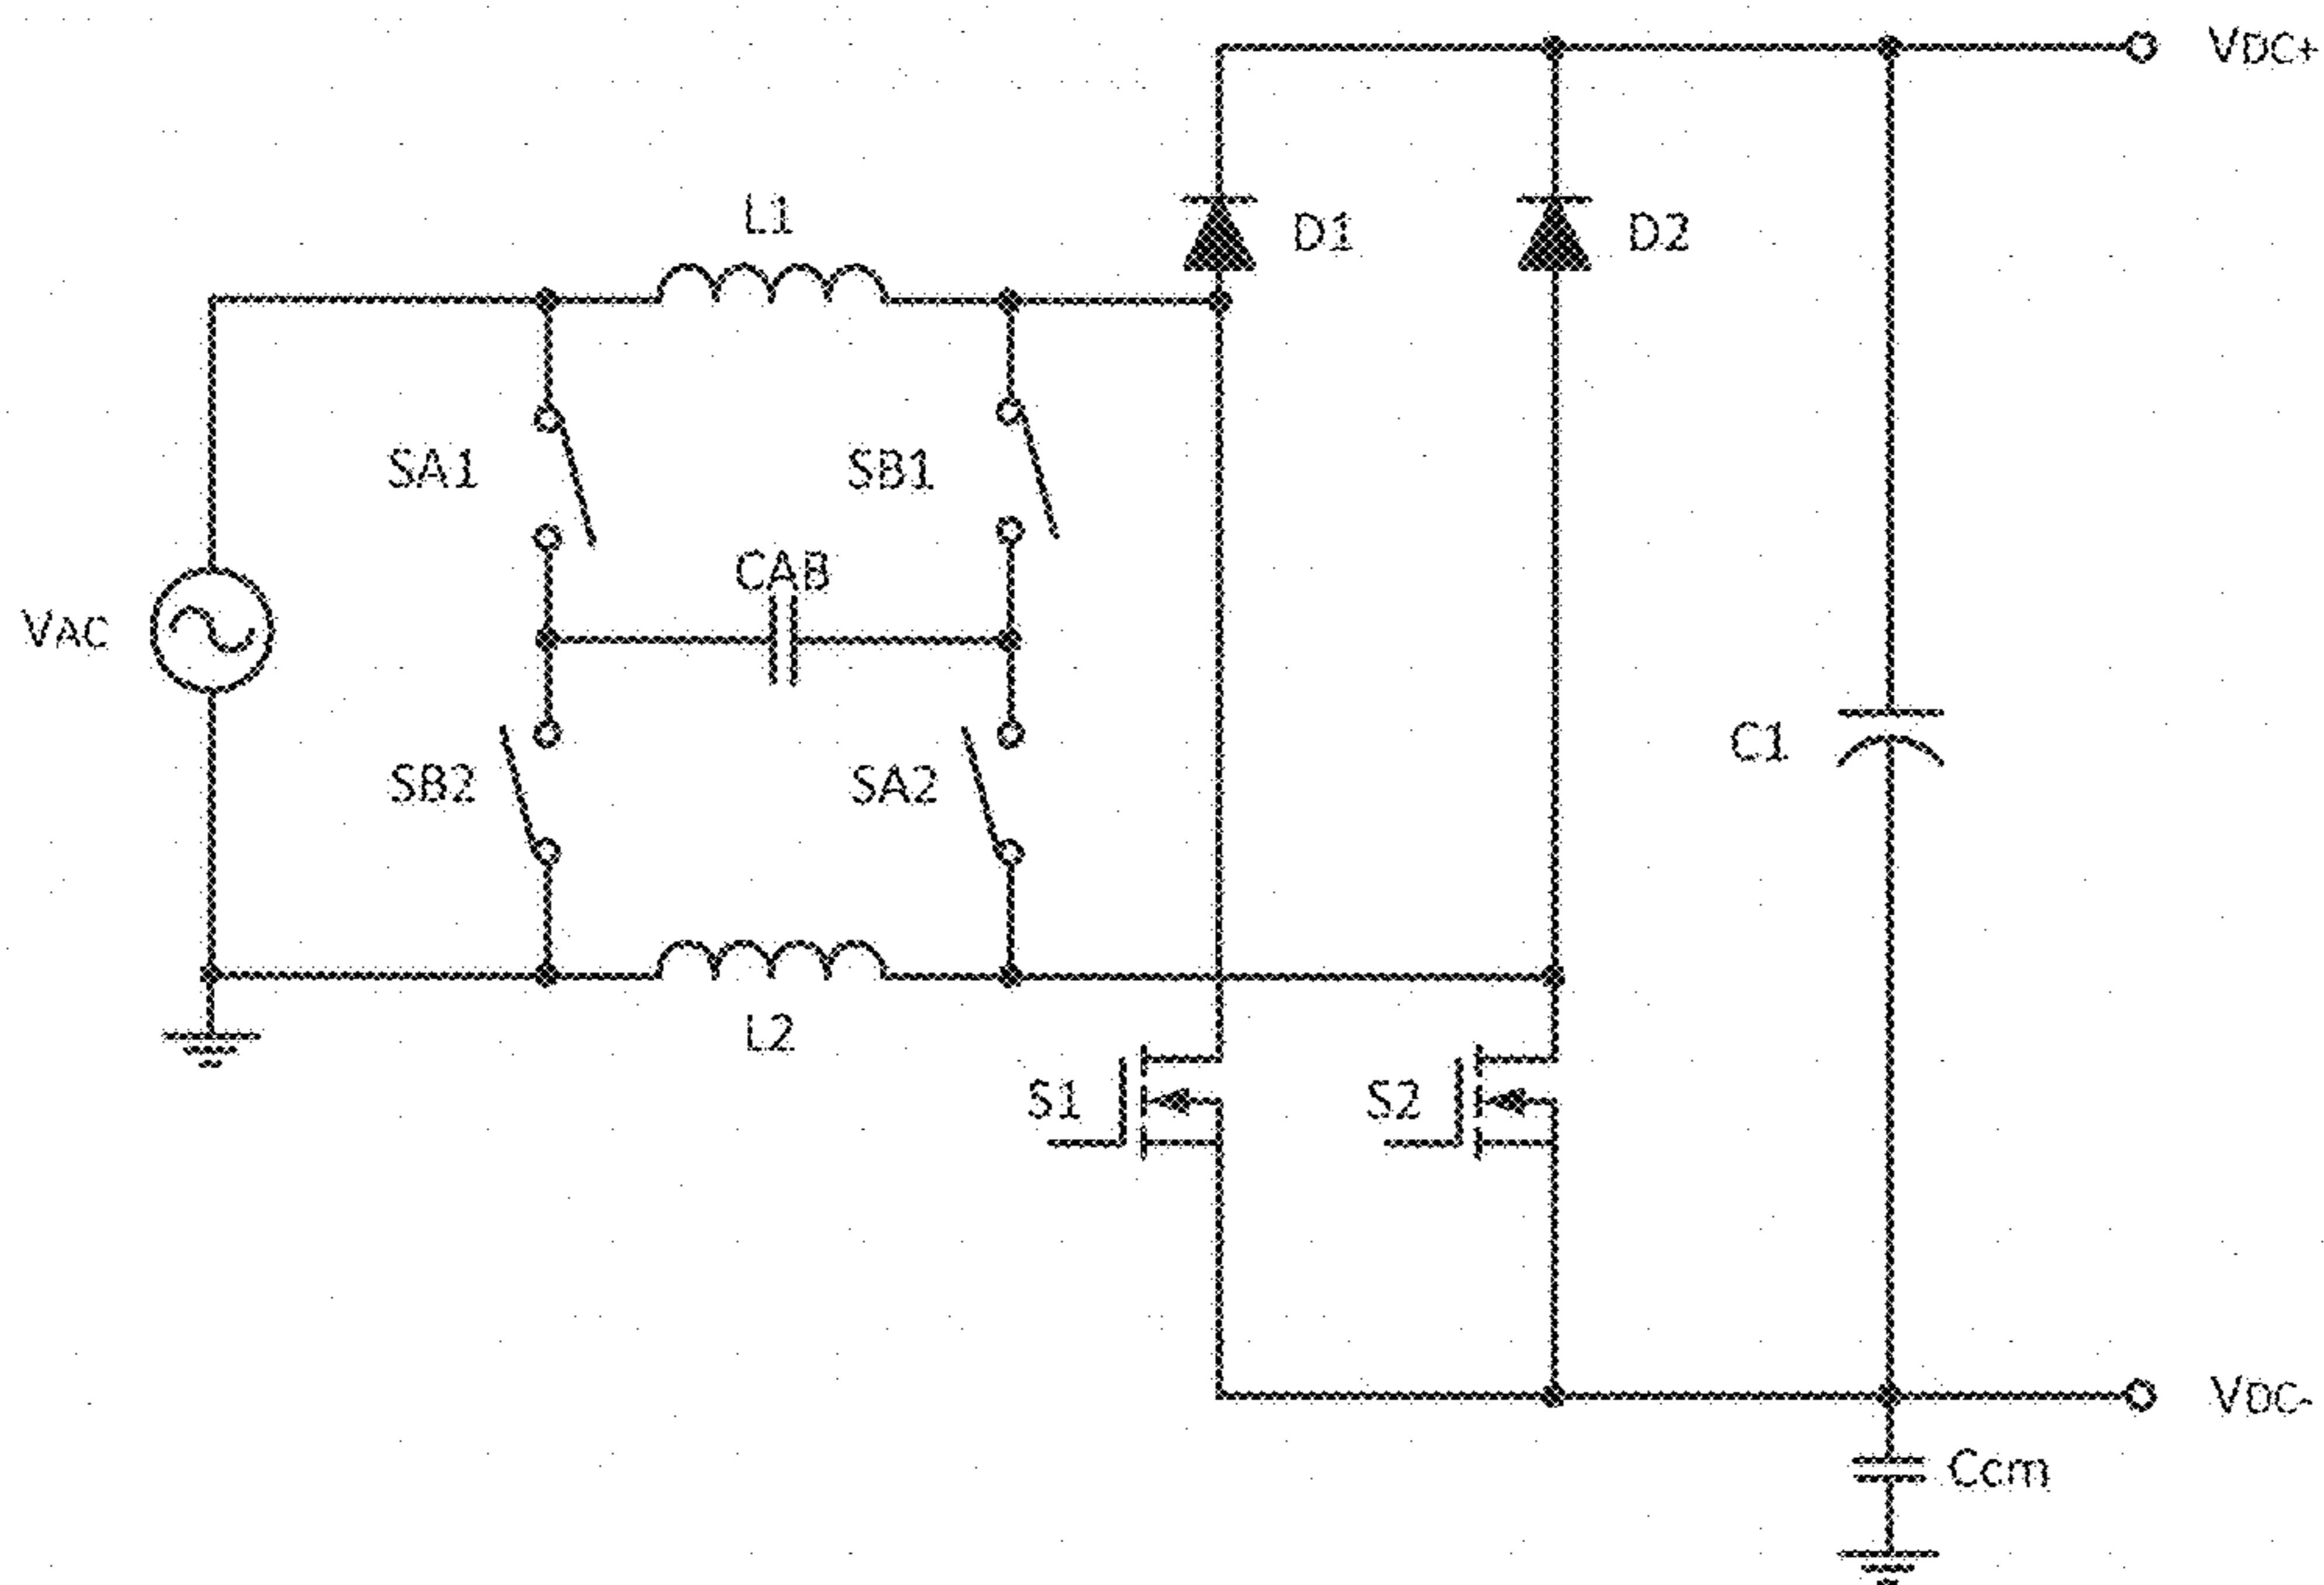 VDC+
L1
D1
D2
SA1
SB1
CAB
VAC
C1
SB2
SA2
L2
S1
S2
VDC-
Ccm